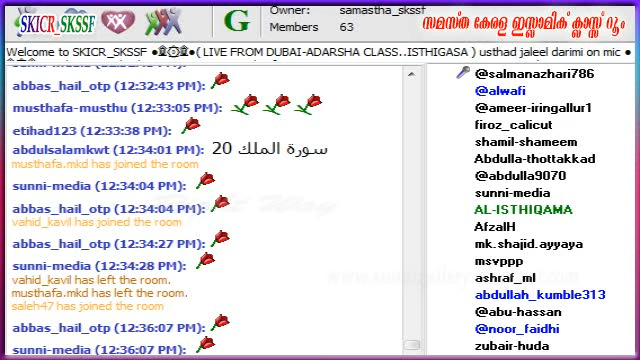 SKICR_SKSSF
G
Owner: samastha_skssf
Members 63
സമസ്ത കേരള ഇസ്ലാമിക് ക്ലാസ്സ് റൂം
Welcome to SKICR_SKSSF ●۩۞۩●( LIVE FROM DUBAI-ADARSHA CLASS..ISTHIGASA ) usthad jaleel darimi on mic ●
abbas_hail_otp (12:32:43 PM):
musthafa-musthu (12:33:05 PM):
etihad123 (12:33:38 PM):
abdulsalamkwt (12:34:01 PM): سورة الملك 20
musthafa.mkd has joined the room
sunni-media (12:34:04 PM):
abbas_hail_otp (12:34:04 PM):
vahid_kavil has joined the room
abbas_hail_otp (12:34:27 PM):
sunni-media (12:34:28 PM):
vahid_kavil has left the room.
musthafa.mkd has left the room.
saleh47 has joined the room
abbas_hail_otp (12:36:07 PM):
sunni-media (12:36:07 PM):
@salmanazhari786
@alwafi
@ameer-iringallur1
firoz_calicut
shamil-shameem
Abdulla-thottakkad
@abdulla9070
sunni-media
AL-ISTHIQAMA
AfzalH
mk.shajid.ayyaya
msvppp
ashraf_ml
abdullah_kumble313
@abu-hassan
@noor_faidhi
zubair-huda